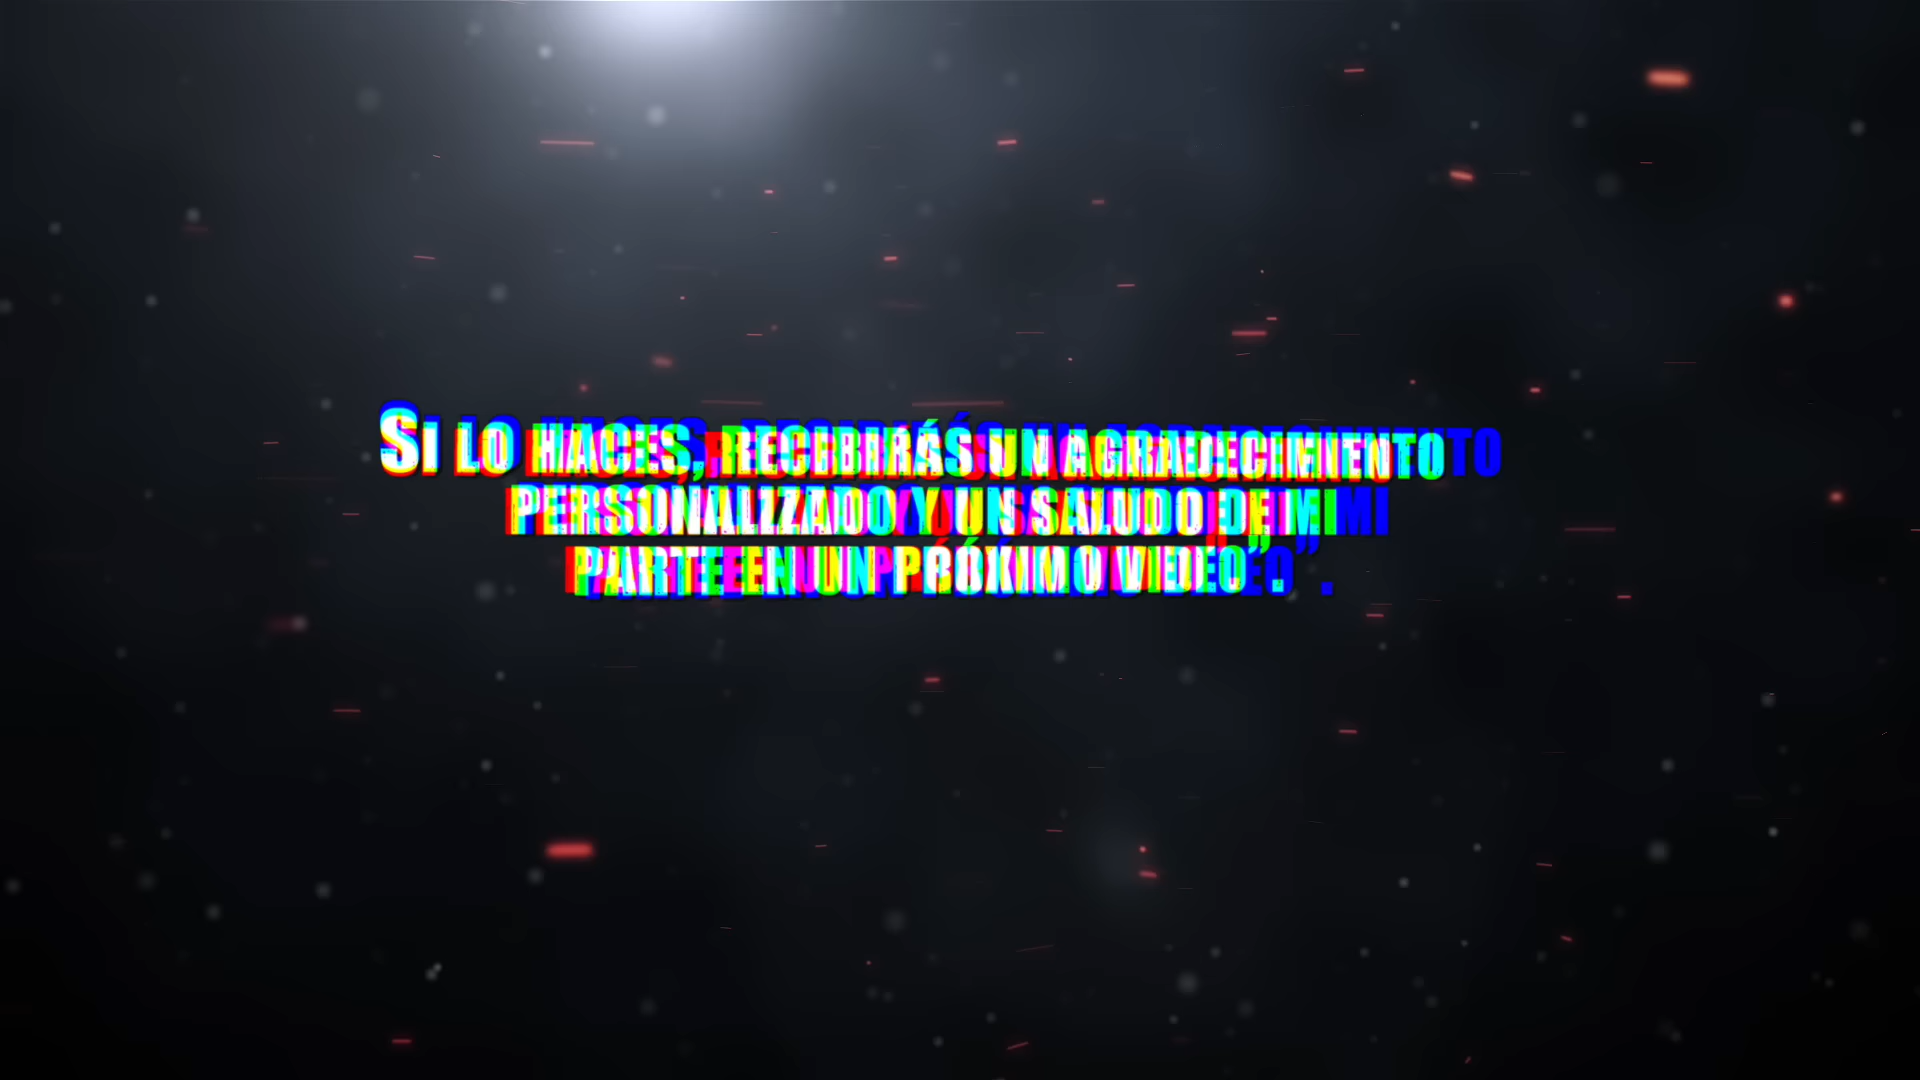 Si lo haces, recibirás un agradecimiento
personalizado y un saludo de mi
parte en un próximo video”.